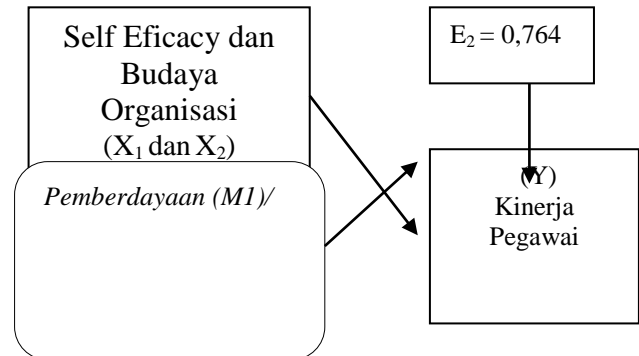 Self Eficacy dan
Budaya
Organisasi
(X₁ dan X₂)
Pemberdayaan (M1)/
E₂ = 0,764
(Y)
Kinerja
Pegawai